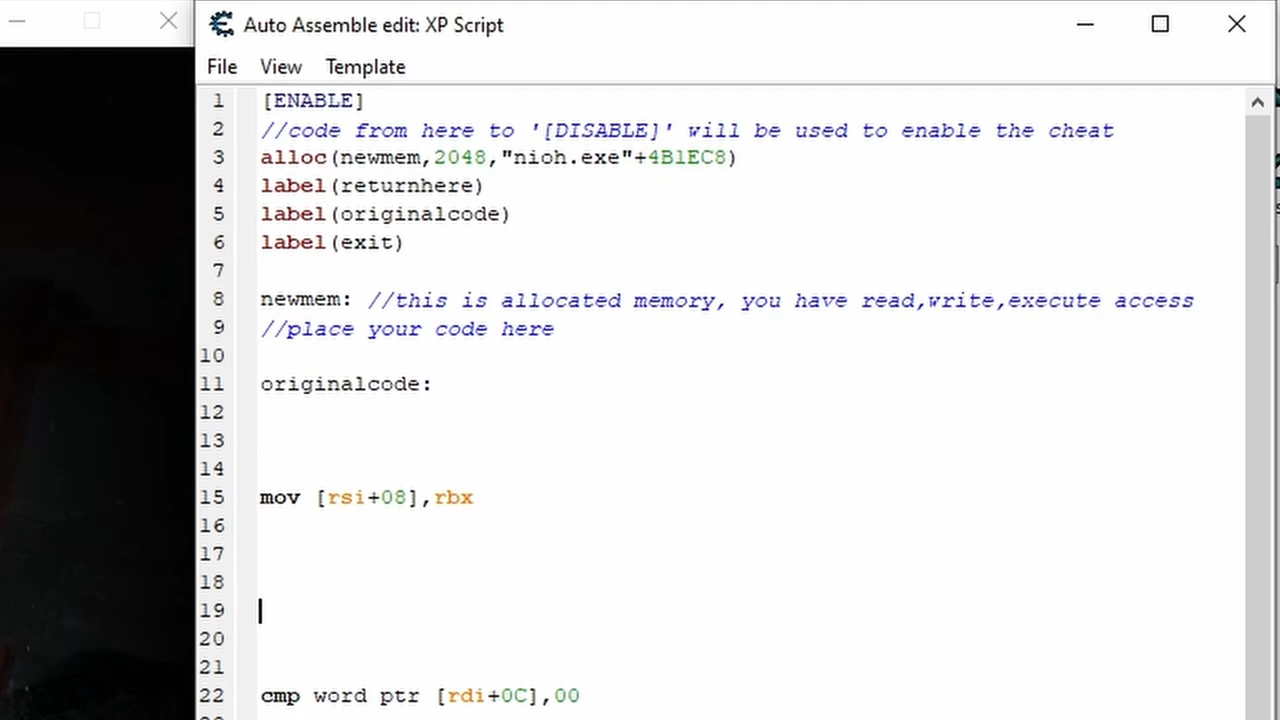 Auto Assemble edit: XP Script
File View Template
1 [ENABLE]
2 //code from here to '[DISABLE]' will be used to enable the cheat
3 alloc(newmem,2048,"nioh.exe"+4B1EC8)
4 label(returnhere)
5 label(originalcode)
6 label(exit)
7
8 newmem: //this is allocated memory, you have read,write,execute access
9 //place your code here
10
11 originalcode:
12
13
14
15 mov [rsi+08],rbx
16
17
18
19
20
21
22 cmp word ptr [rdi+0C],00